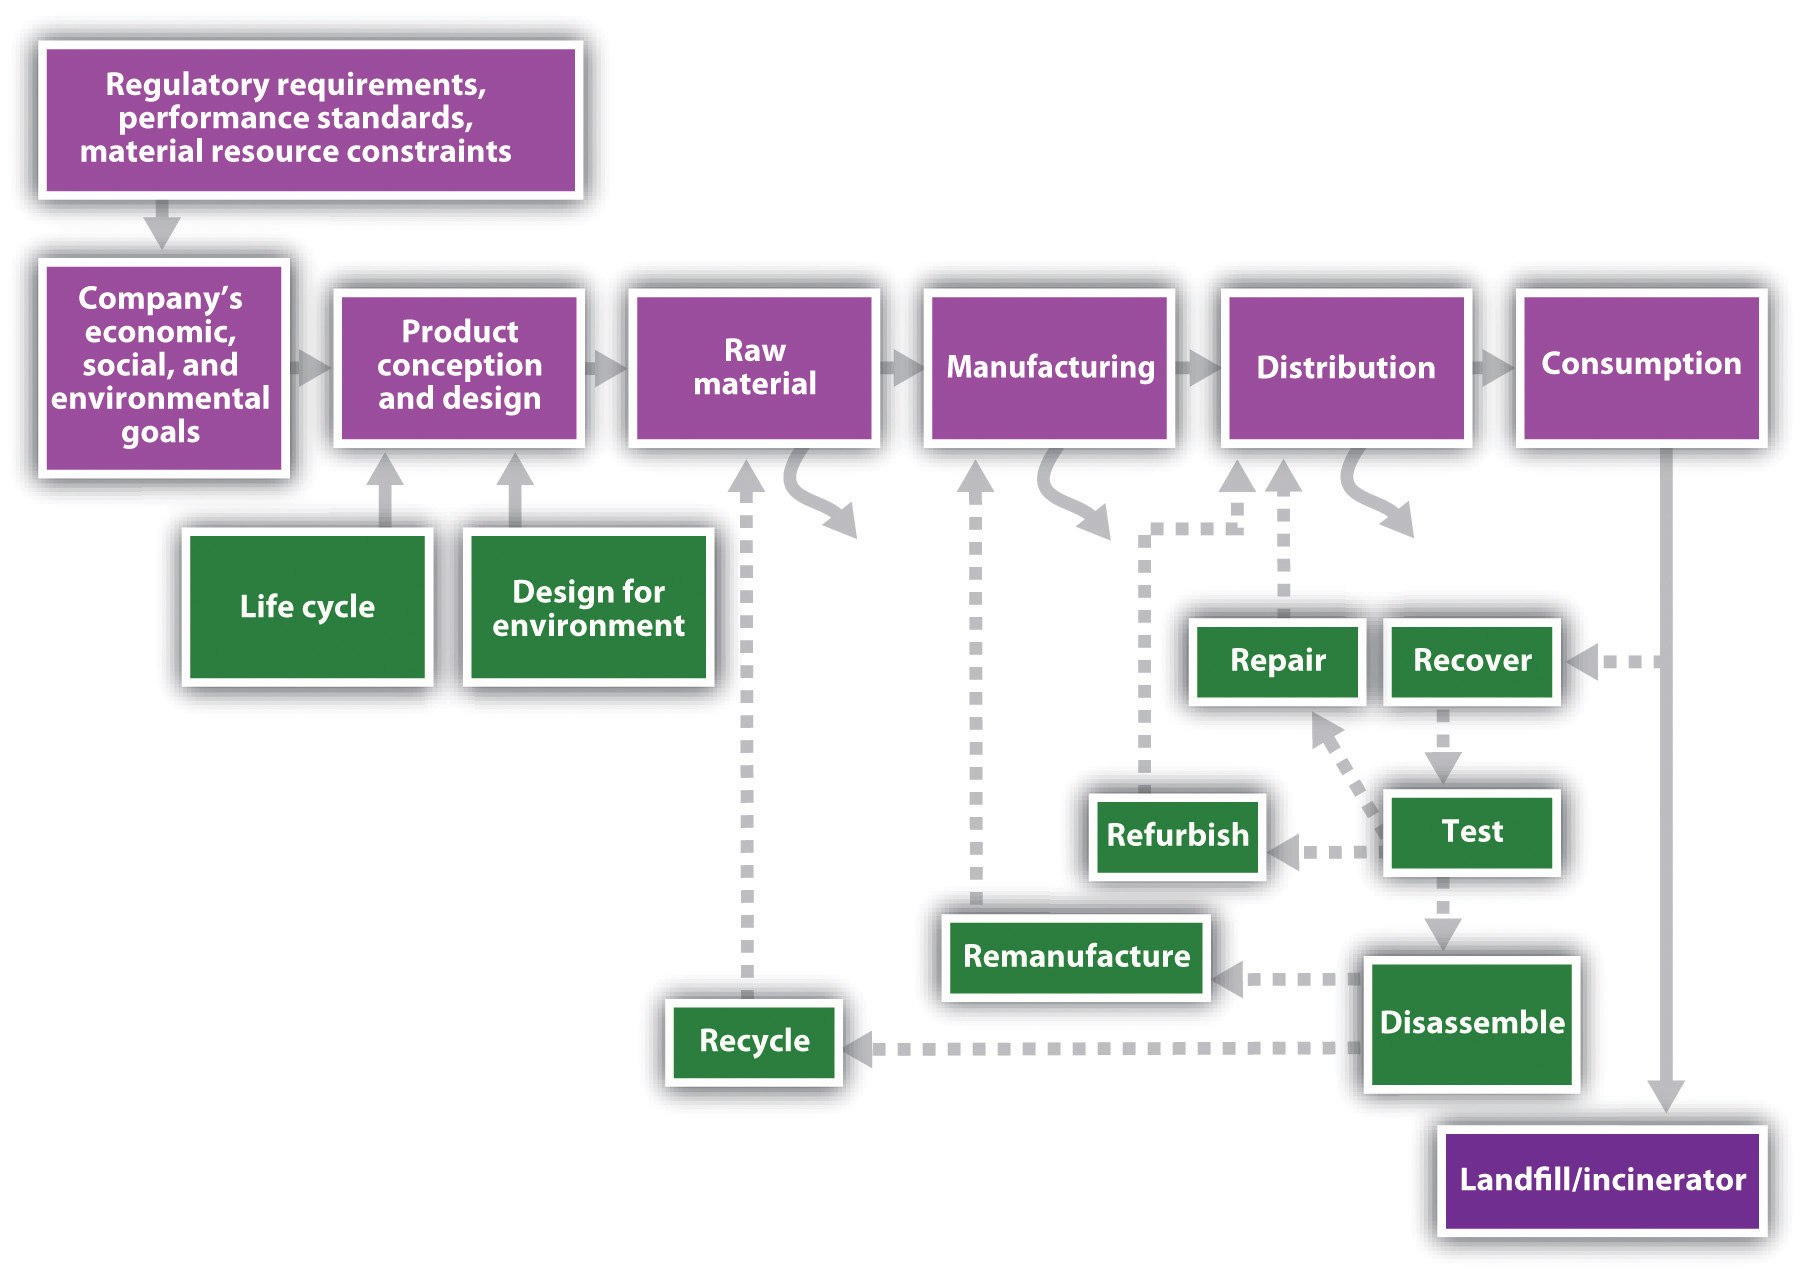 Regulatory requirements,
performance standards,
material resource constraints
Company’s
economic,
social, and
environmental
goals
Product
conception
and design
Raw
material
Manufacturing
Distribution
Consumption
Life cycle
Design for
environment
Repair
Recover
Refurbish
Test
Remanufacture
Disassemble
Recycle
Landfill/incinerator